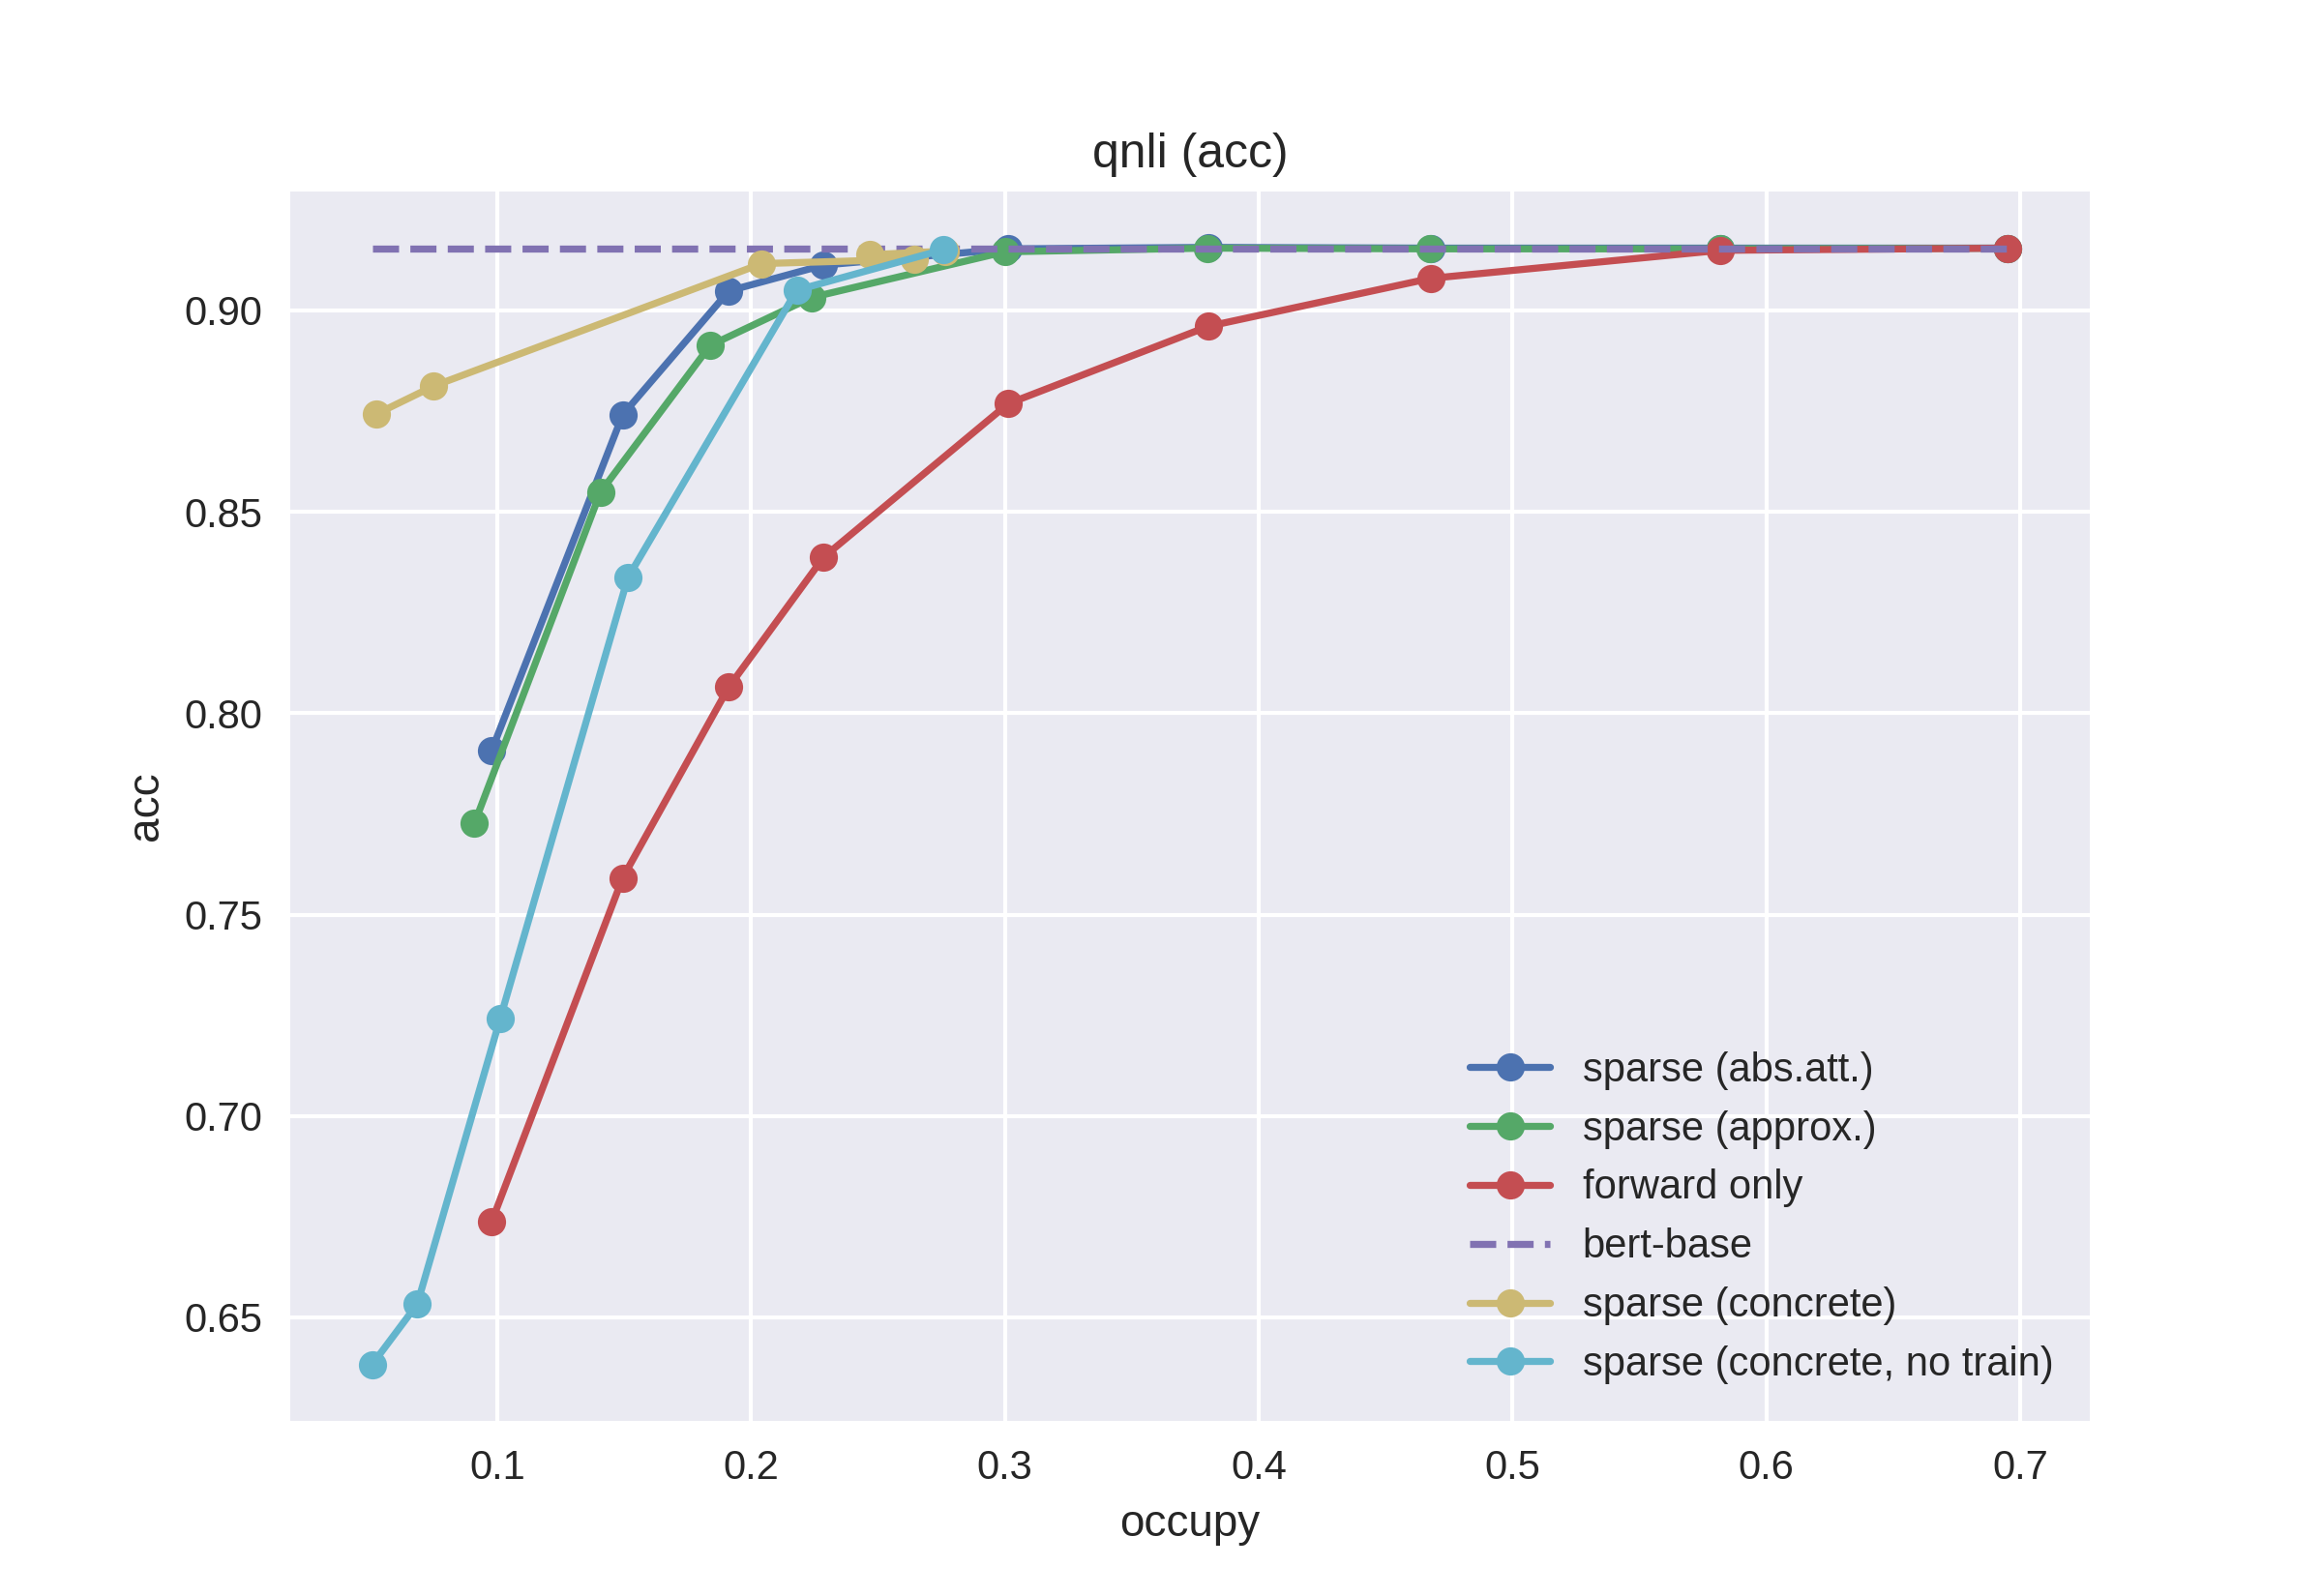 qnli (acc)
0.90
0.85
0.80
0.75
0.70
0.65
acc
sparse (abs.att.)
sparse (approx.)
forward only
bert-base
sparse (concrete)
sparse (concrete, no train)
0.1 0.2 0.3 0.4 0.5 0.6 0.7
occupy